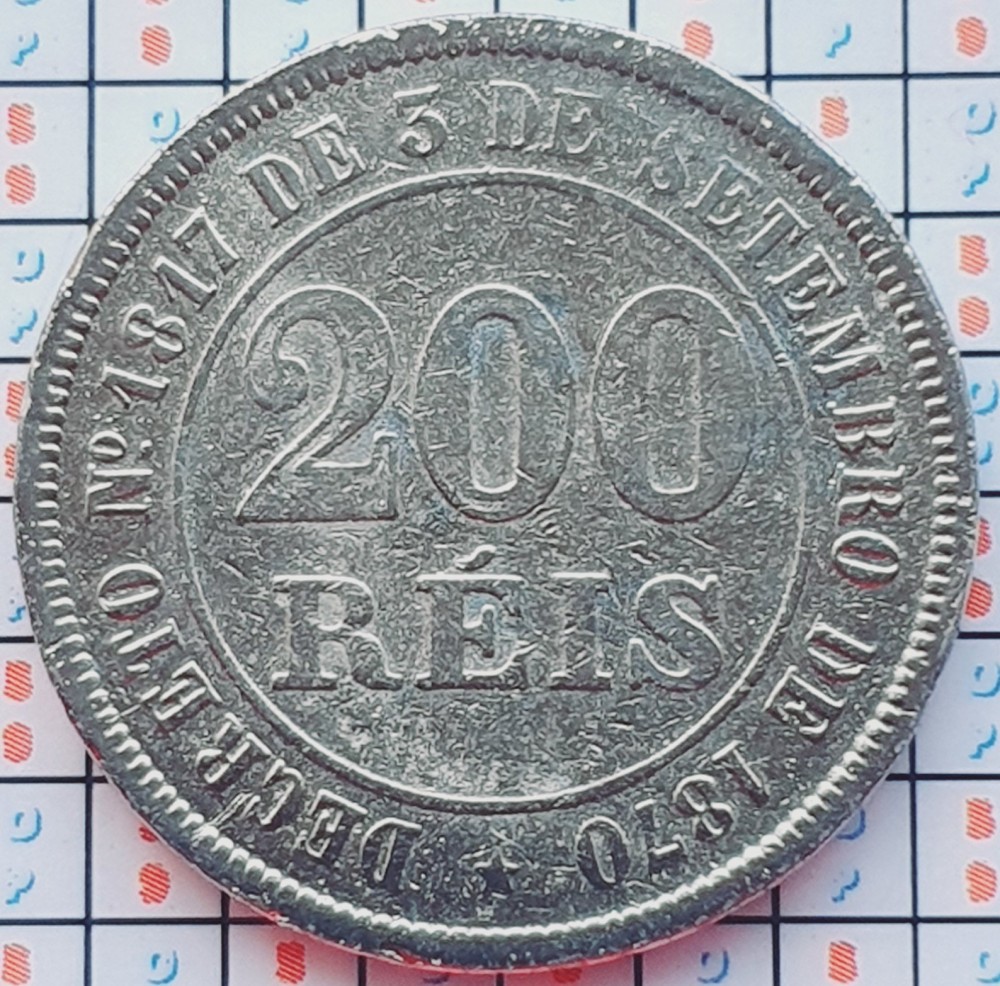 DECRETO Nº. 1817 DE 3 DE SETEMBRO DE 1870
200
RÉIS